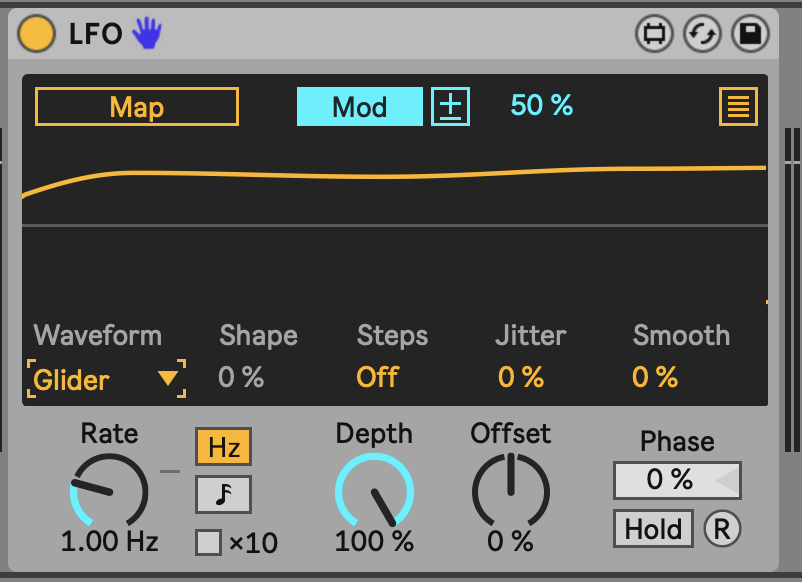 LFO
Map Mod ± 50 %
Waveform Shape Steps Jitter Smooth
Glider 0 % Off 0 % 0 %
Rate Hz Depth Offset Phase
0 %
1.00 Hz ×10 100 % 0 % Hold R